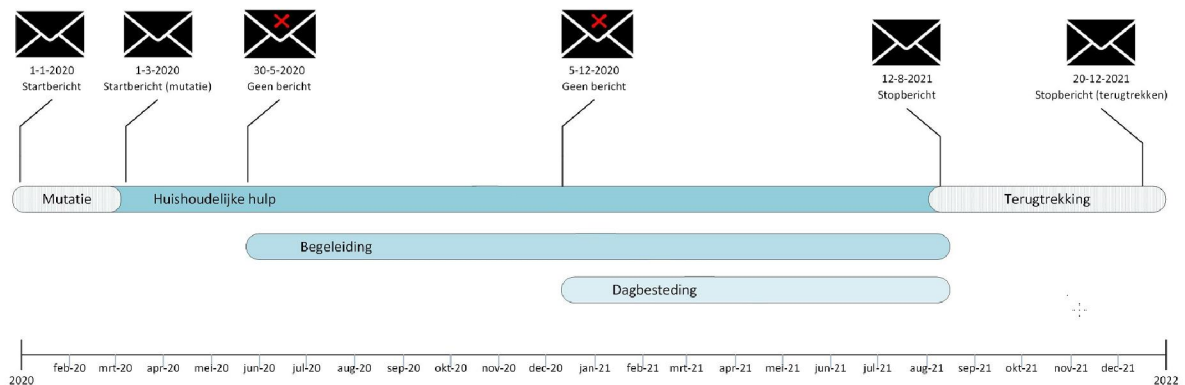 1-1-2020
Startbericht
1-3-2020
Startbericht (mutatie)
30-5-2020
Geen bericht
5-12-2020
Geen bericht
12-8-2021
Stopbericht
20-12-2021
Stopbericht (terugtrekken)
Mutatie
Huishoudelijke hulp
Terugtrekking
Begeleiding
Dagbesteding
feb-20 mrt-20 apr-20 mei-20 jun-20 jul-20 aug-20 sep-20 okt-20 nov-20 dec-20 jan-21 feb-21 mrt-21 apr-21 mei-21 jun-21 jul-21 aug-21 sep-21 okt-21 nov-21 dec-21
2020 2022